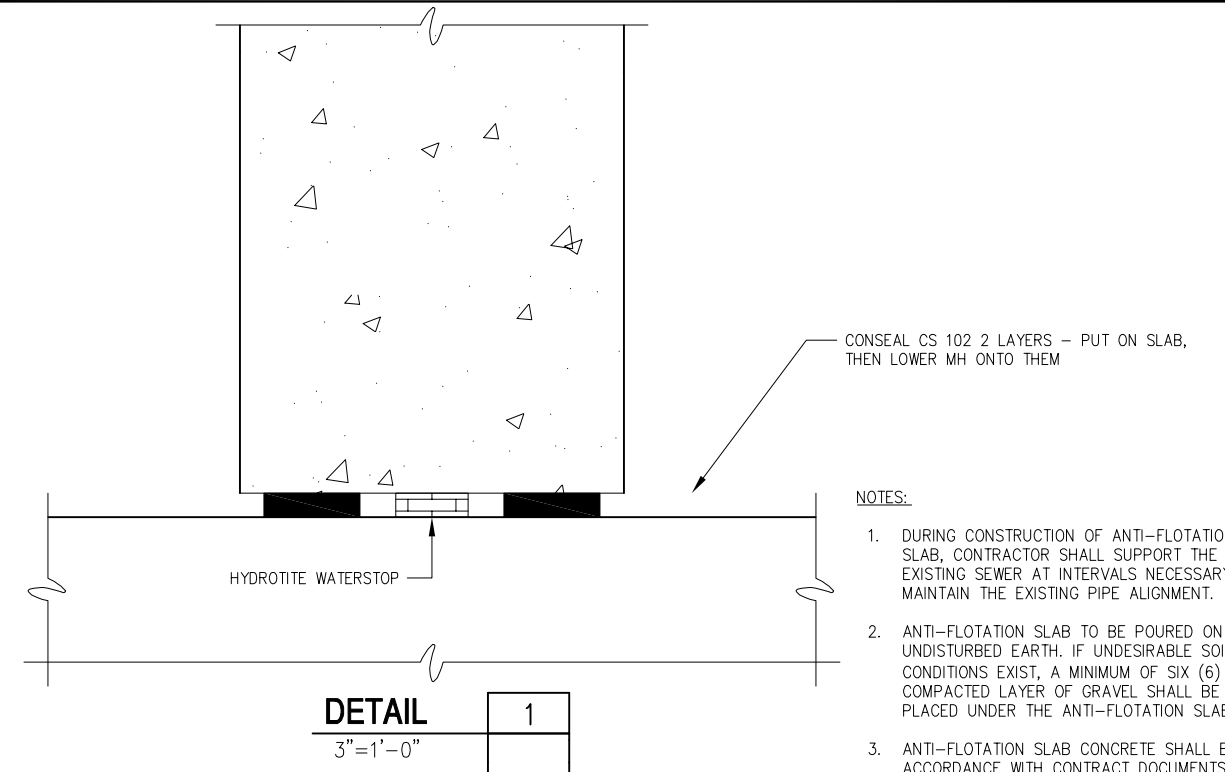 CONSEAL CS 102 2 LAYERS – PUT ON SLAB,
THEN LOWER MH ONTO THEM
HYDROTITE WATERSTOP
DETAIL 1
3"=1'-0"
NOTES:
1. DURING CONSTRUCTION OF ANTI-FLOTATIO
SLAB, CONTRACTOR SHALL SUPPORT THE
EXISTING SEWER AT INTERVALS NECESSARY
MAINTAIN THE EXISTING PIPE ALIGNMENT.
2. ANTI-FLOTATION SLAB TO BE POURED ON
UNDISTURBED EARTH. IF UNDESIRABLE SOI
CONDITIONS EXIST, A MINIMUM OF SIX (6)
COMPACTED LAYER OF GRAVEL SHALL BE
PLACED UNDER THE ANTI-FLOTATION SLAB
3. ANTI-FLOTATION SLAB CONCRETE SHALL B
ACCORDANCE WITH CONTRACT DOCUMENTS